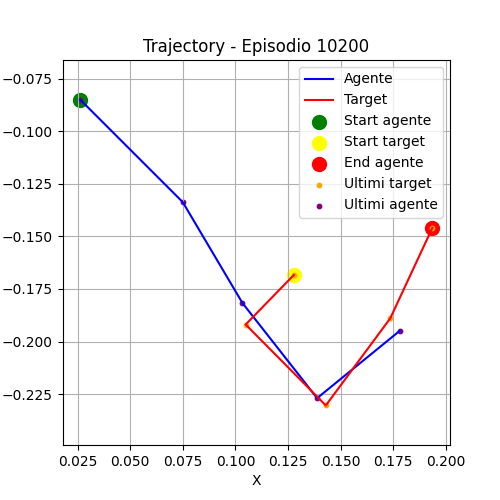 Trajectory - Episodio 10200
Agente
Target
Start agente
Start target
End agente
Ultimi target
Ultimi agente
−0.075
−0.100
−0.125
−0.150
−0.175
−0.200
−0.225
0.025 0.050 0.075 0.100 0.125 0.150 0.175 0.200
X